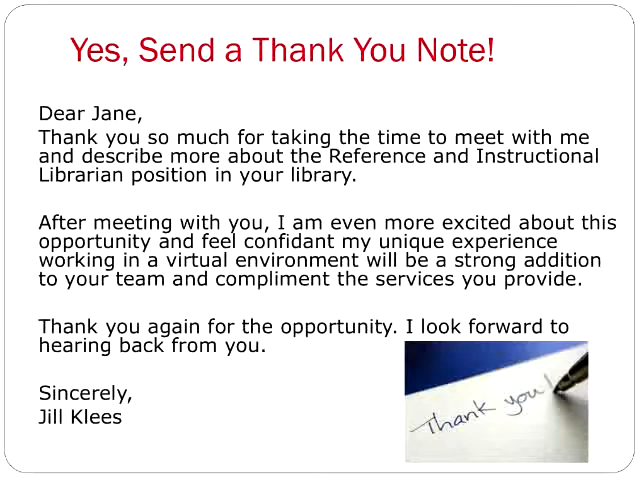 Yes, Send a Thank You Note!
Dear Jane,
Thank you so much for taking the time to meet with me
and describe more about the Reference and Instructional
Librarian position in your library.
After meeting with you, I am even more excited about this
opportunity and feel confidant my unique experience
working in a virtual environment will be a strong addition
to your team and compliment the services you provide.
Thank you again for the opportunity. I look forward to
hearing back from you.
Sincerely,
Jill Klees
Thank you!